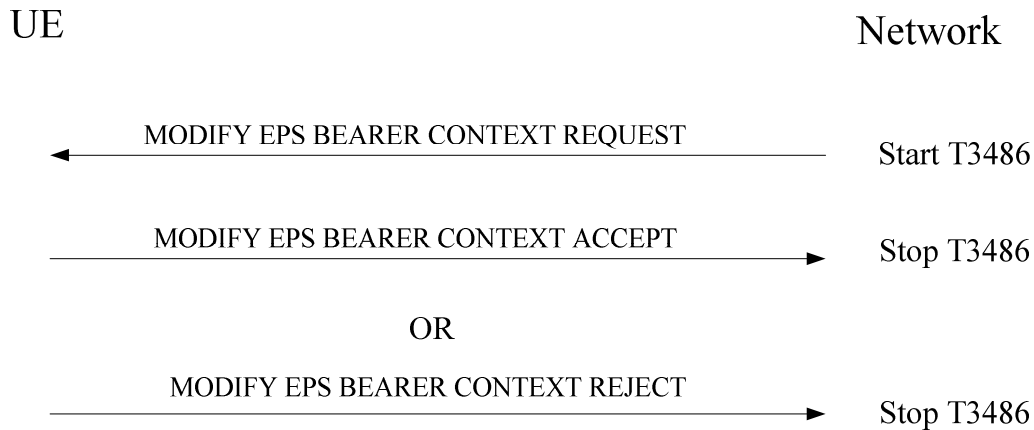 UE
Network
MODIFY EPS BEARER CONTEXT REQUEST
Start T3486
MODIFY EPS BEARER CONTEXT ACCEPT
Stop T3486
OR
MODIFY EPS BEARER CONTEXT REJECT
Stop T3486